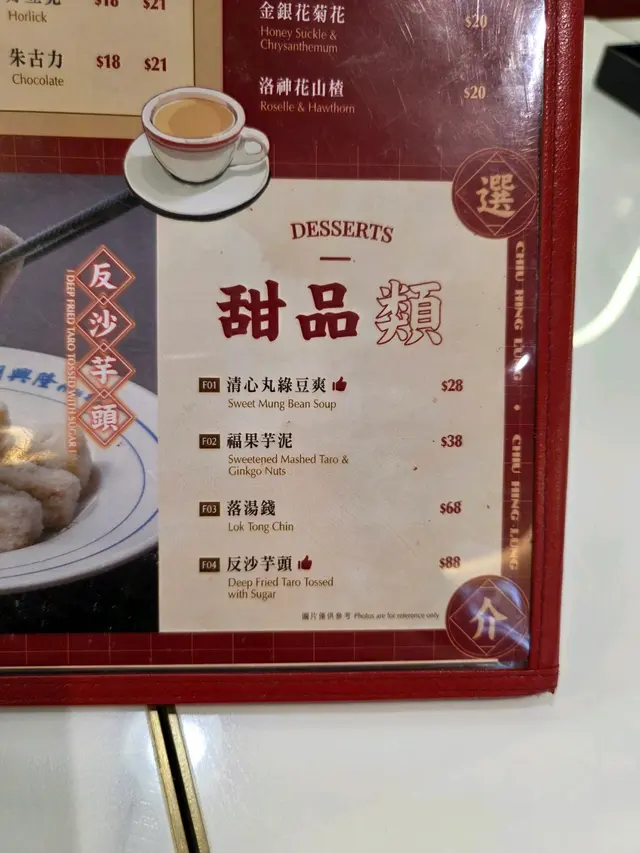 $18 $21
Horlick
朱古力 $18 $21
Chocolate
金銀花菊花 $20
Honey Suckle &
Chrysanthemum
洛神花山楂 $20
Roselle & Hawthorn
選
DESSERTS
甜品類
F01 清心丸綠豆爽 $28
Sweet Mung Bean Soup
F02 福果芋泥 $38
Sweetened Mashed Taro &
Ginkgo Nuts
F03 落湯錢 $68
Lok Tong Chin
F04 反沙芋頭 $88
Deep Fried Taro Tossed
with Sugar
圖片僅供參考 Photos are for reference only
介
反沙芋頭
DEEP FRIED TARO TOSSED WITH SUGAR
興隆
CHIU HING LUNG • CHIU HING LUNG